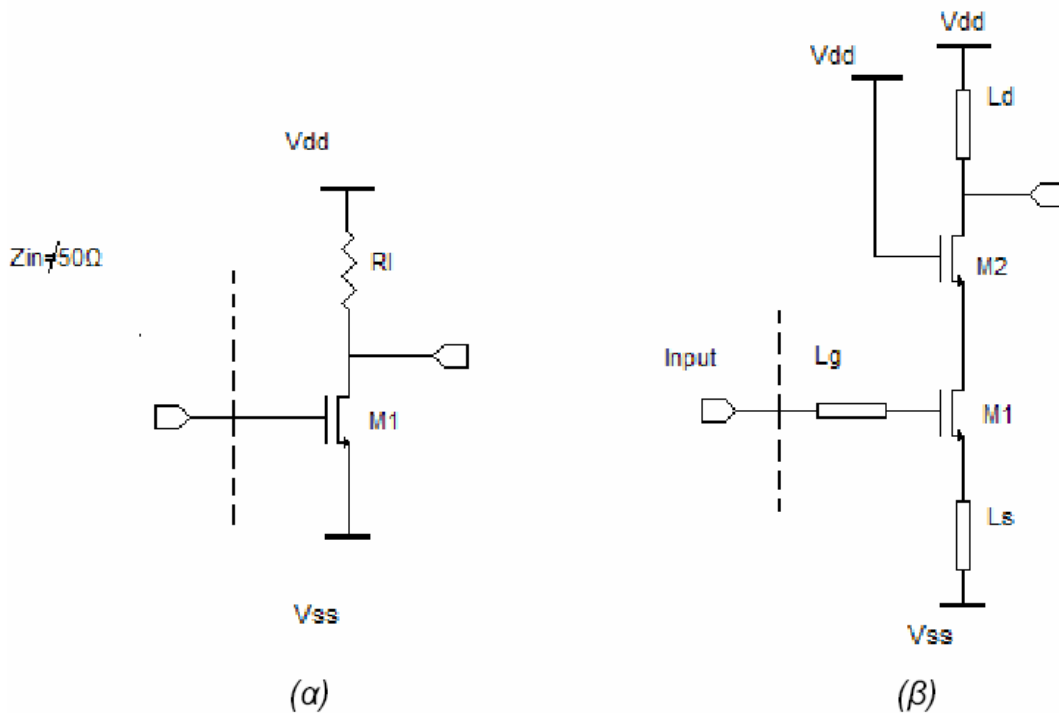 Vdd
Rl
Zin≠50Ω
M1
Vss
(α)
Vdd
Vdd
Ld
M2
Input
Lg
M1
Ls
Vss
(β)